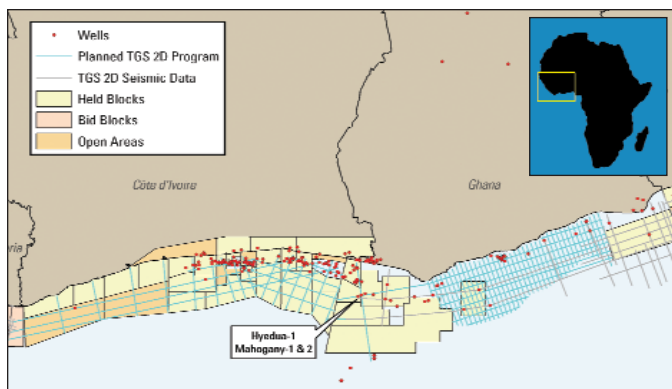 Wells
Planned TGS 2D Program
TGS 2D Seismic Data
Held Blocks
Bid Blocks
Open Areas
Côte d'Ivoire
Ghana
ria
Hyedua-1
Mahogany-1 & 2